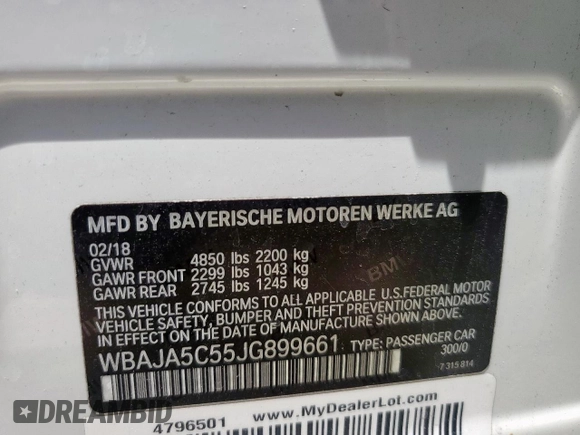 MFD BY BAYERISCHE MOTOREN WERKE AG
02/18
GVWR 4850 lbs 2200 kg
GAWR FRONT 2299 lbs 1043 kg
GAWR REAR 2745 lbs 1245 kg
THIS VEHICLE CONFORMS TO ALL APPLICABLE U.S.FEDERAL MOTOR
VEHICLE SAFETY, BUMPER AND THEFT PREVENTION STANDARDS
IN EFFECT ON THE DATE OF MANUFACTURE SHOWN ABOVE.
WBAJA5C55JG899661 TYPE: PASSENGER CAR
300/0
7 315 814
4796501 www.MyDealerLot.com
DREAMBID